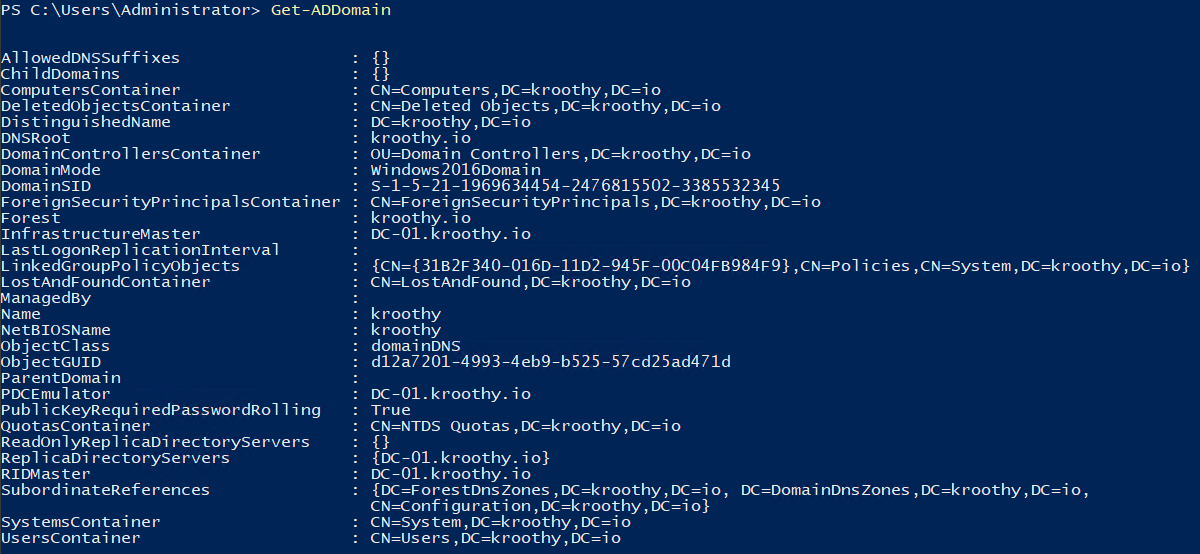 PS C:\Users\Administrator> Get-ADDomain
AllowedDNSSuffixes : {}
ChildDomains : {}
ComputersContainer : CN=Computers,DC=kroothy,DC=io
DeletedObjectsContainer : CN=Deleted Objects,DC=kroothy,DC=io
DistinguishedName : DC=kroothy,DC=io
DNSRoot : kroothy.io
DomainControllersContainer : OU=Domain Controllers,DC=kroothy,DC=io
DomainMode : Windows2016Domain
DomainSID : S-1-5-21-1969634454-2476815502-3385532345
ForeignSecurityPrincipalsContainer : CN=ForeignSecurityPrincipals,DC=kroothy,DC=io
Forest : kroothy.io
InfrastructureMaster : DC-01.kroothy.io
LastLogonReplicationInterval :
LinkedGroupPolicyObjects : {CN={31B2F340-016D-11D2-945F-00C04FB984F9},CN=Policies,CN=System,DC=kroothy,DC=io}
LostAndFoundContainer : CN=LostAndFound,DC=kroothy,DC=io
ManagedBy :
Name : kroothy
NetBIOSName : kroothy
ObjectClass : domainDNS
ObjectGUID : d12a7201-4993-4eb9-b525-57cd25ad471d
ParentDomain :
PDCEmulator : DC-01.kroothy.io
PublicKeyRequiredPasswordRolling : True
QuotasContainer : CN=NTDS Quotas,DC=kroothy,DC=io
ReadOnlyReplicaDirectoryServers : {}
ReplicaDirectoryServers : {DC-01.kroothy.io}
RIDMaster : DC-01.kroothy.io
SubordinateReferences : {DC=ForestDnsZones,DC=kroothy,DC=io, DC=DomainDnsZones,DC=kroothy,DC=io,
CN=Configuration,DC=kroothy,DC=io}
SystemsContainer : CN=System,DC=kroothy,DC=io
UsersContainer : CN=Users,DC=kroothy,DC=io